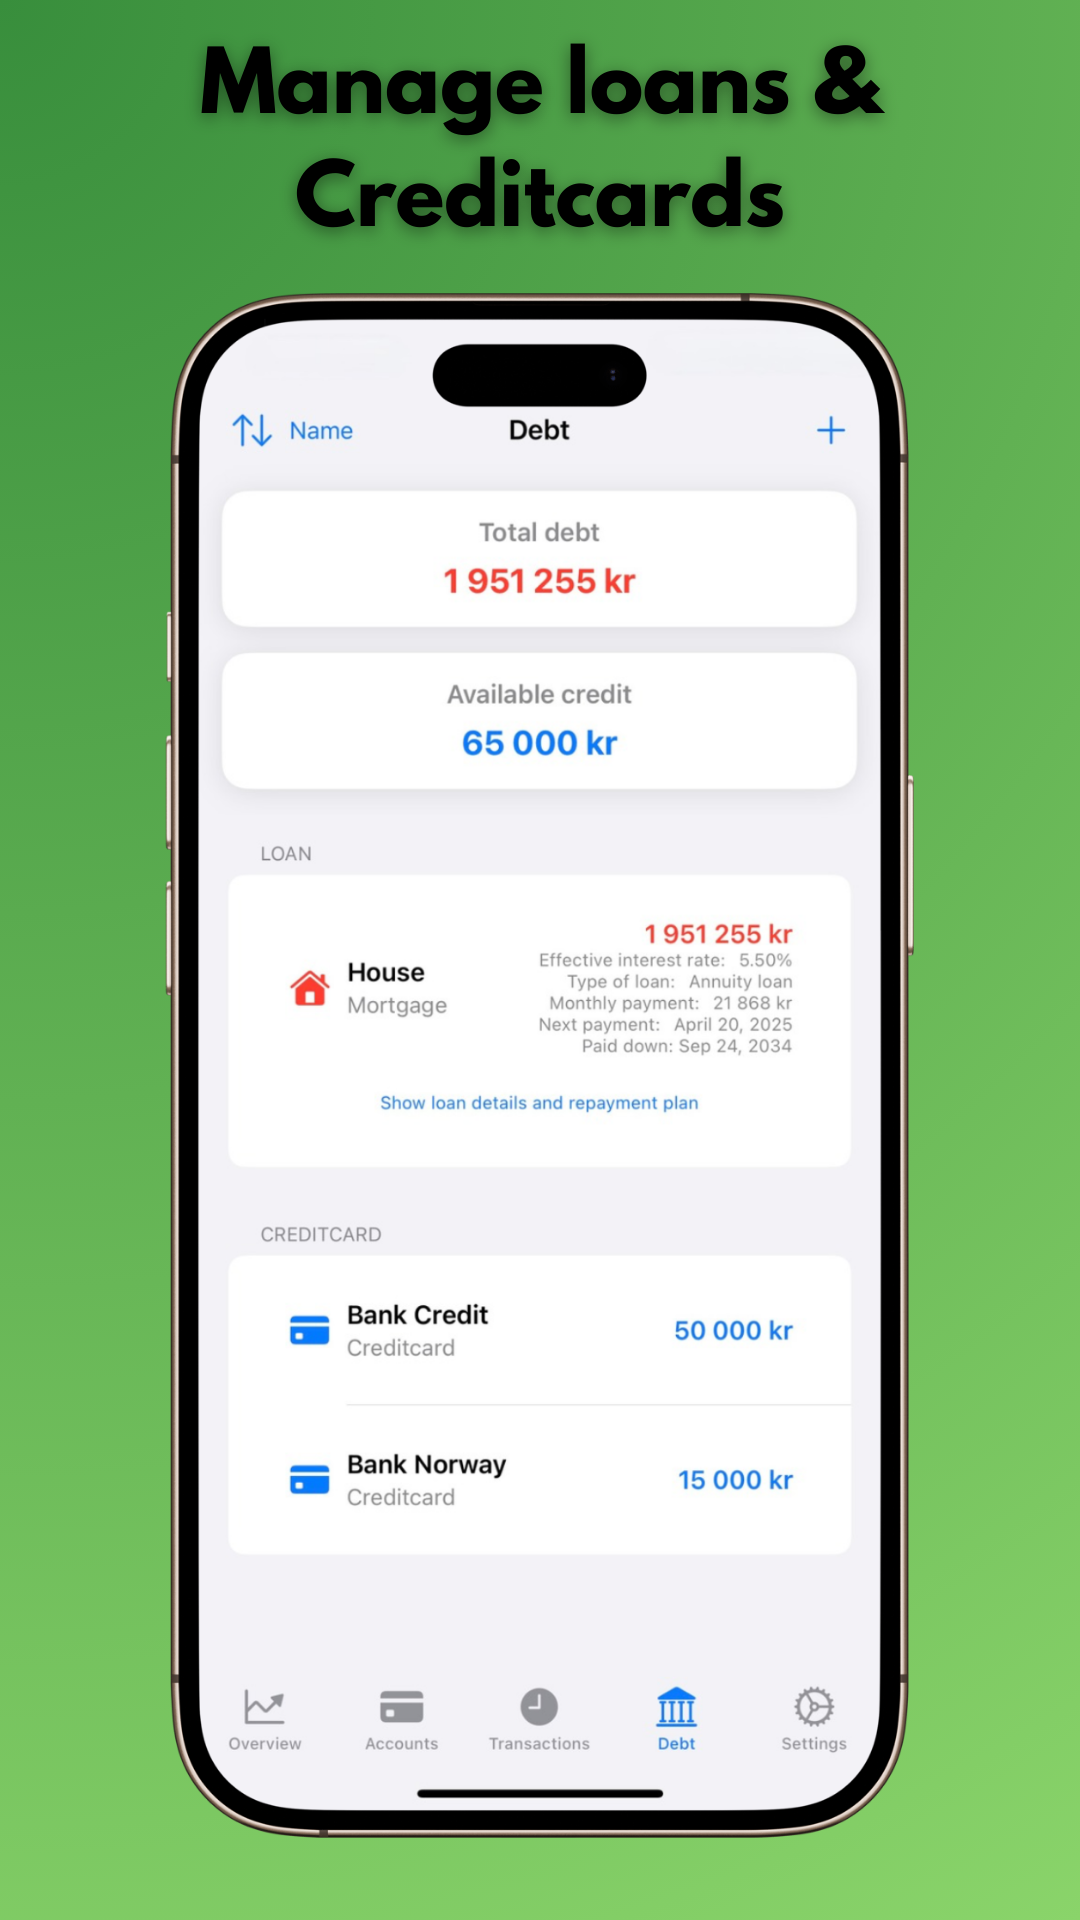 Manage loans &
Creditcards
Name
Debt
Total debt
1 951 255 kr
Available credit
65 000 kr
LOAN
House
Mortgage
1 951 255 kr
Effective interest rate: 5.50%
Type of loan: Annuity loan
Monthly payment: 21 868 kr
Next payment: April 20, 2025
Paid down: Sep 24, 2034
Show loan details and repayment plan
CREDITCARD
Bank Credit
Creditcard
50 000 kr
Bank Norway
Creditcard
15 000 kr
Overview
Accounts
Transactions
Debt
Settings